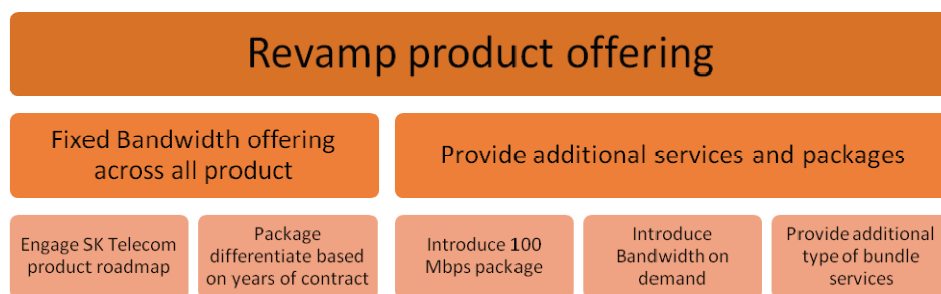 Revamp product offering
Fixed Bandwidth offering
across all product
Provide additional services and packages
Engage SK Telecom
product roadmap
Package
differentiate based
on years of contract
Introduce 100
Mbps package
Introduce
Bandwidth on
demand
Provide additional
type of bundle
services